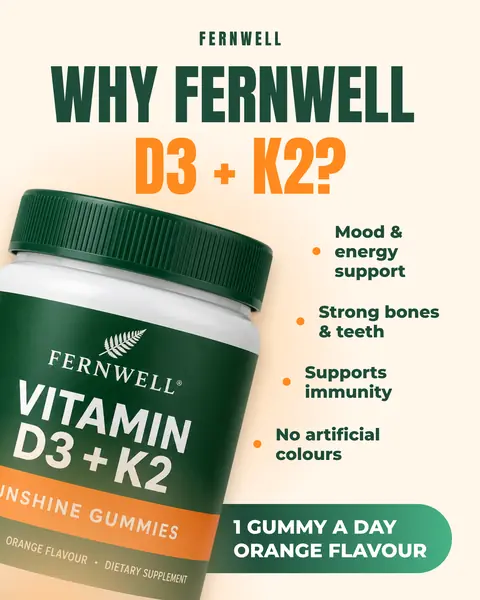 FERNWELL
WHY FERNWELL
D3 + K2?
Mood &
energy
support
Strong bones
& teeth
Supports
immunity
No artificial
colours
FERNWELL®
VITAMIN
D3 + K2
UNSHINE GUMMIES
ORANGE FLAVOUR • DIETARY SUPPLEMENT
1 GUMMY A DAY
ORANGE FLAVOUR